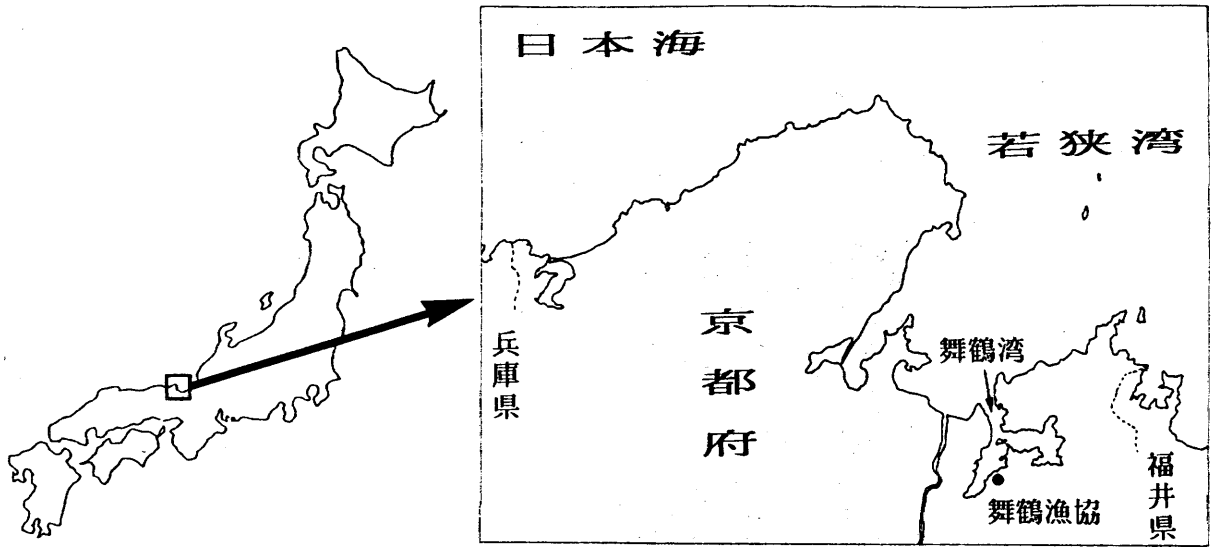 日本海
若狭湾
京都府
兵庫県
舞鶴湾
福井県
舞鶴漁協